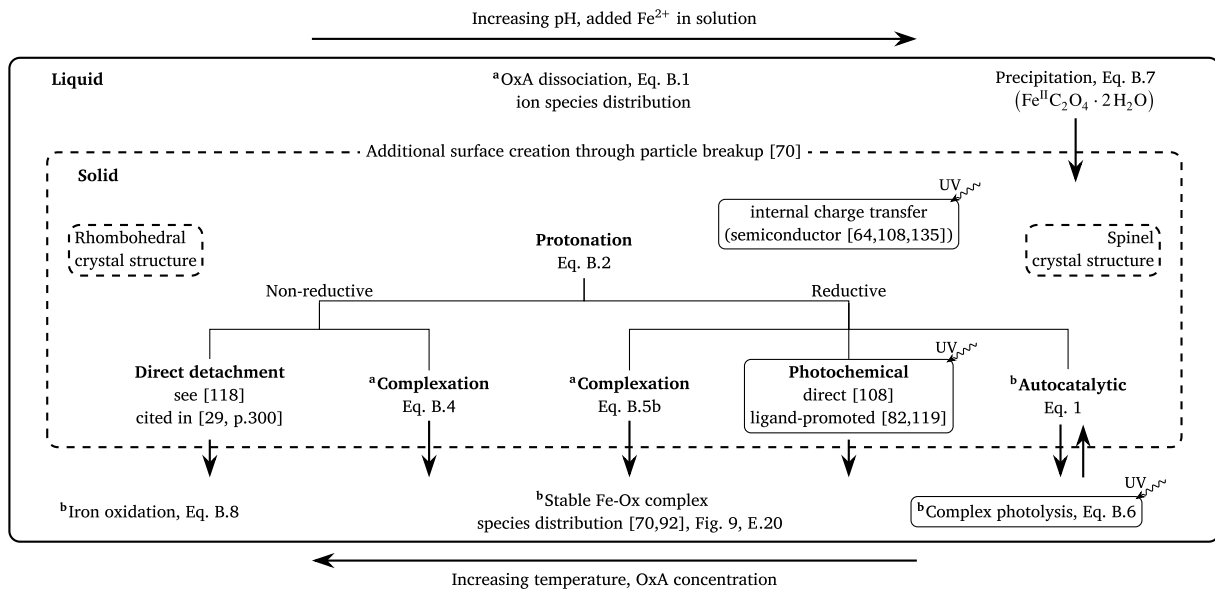 Increasing pH, added Fe²⁺ in solution
Liquid
ᵃOxA dissociation, Eq. B.1
ion species distribution
Precipitation, Eq. B.7
(FeᴵᴵC₂O₄ · 2 H₂O)
Additional surface creation through particle breakup [70]
Solid
UV
internal charge transfer
(semiconductor [64,108,135])
Rhombohedral
crystal structure
Protonation
Eq. B.2
Spinel
crystal structure
Non-reductive
Reductive
UV
Direct detachment
see [118]
cited in [29, p.300]
ᵃComplexation
Eq. B.4
ᵃComplexation
Eq. B.5b
Photochemical
direct [108]
ligand-promoted [82,119]
ᵇAutocatalytic
Eq. 1
ᵇIron oxidation, Eq. B.8
ᵇStable Fe-Ox complex
species distribution [70,92], Fig. 9, E.20
UV
ᵇComplex photolysis, Eq. B.6
Increasing temperature, OxA concentration